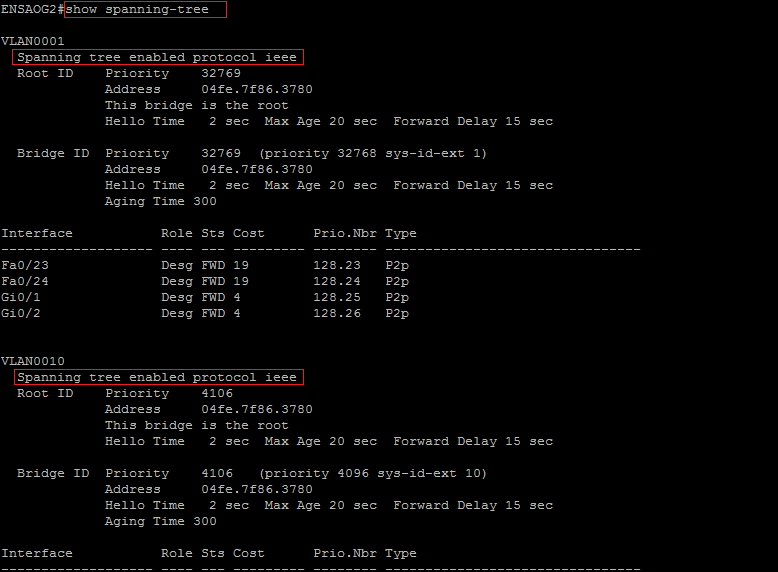 ENSAOG2#show spanning-tree
VLAN0001
Spanning tree enabled protocol ieee
Root ID Priority 32769
Address 04fe.7f86.3780
This bridge is the root
Hello Time 2 sec Max Age 20 sec Forward Delay 15 sec
Bridge ID Priority 32769 (priority 32768 sys-id-ext 1)
Address 04fe.7f86.3780
Hello Time 2 sec Max Age 20 sec Forward Delay 15 sec
Aging Time 300
Interface Role Sts Cost Prio.Nbr Type
------------------- ---- --- --------- -------- --------------------------------
Fa0/23 Desg FWD 19 128.23 P2p
Fa0/24 Desg FWD 19 128.24 P2p
Gi0/1 Desg FWD 4 128.25 P2p
Gi0/2 Desg FWD 4 128.26 P2p
VLAN0010
Spanning tree enabled protocol ieee
Root ID Priority 4106
Address 04fe.7f86.3780
This bridge is the root
Hello Time 2 sec Max Age 20 sec Forward Delay 15 sec
Bridge ID Priority 4106 (priority 4096 sys-id-ext 10)
Address 04fe.7f86.3780
Hello Time 2 sec Max Age 20 sec Forward Delay 15 sec
Aging Time 300
Interface Role Sts Cost Prio.Nbr Type
------------------- ---- --- --------- -------- --------------------------------